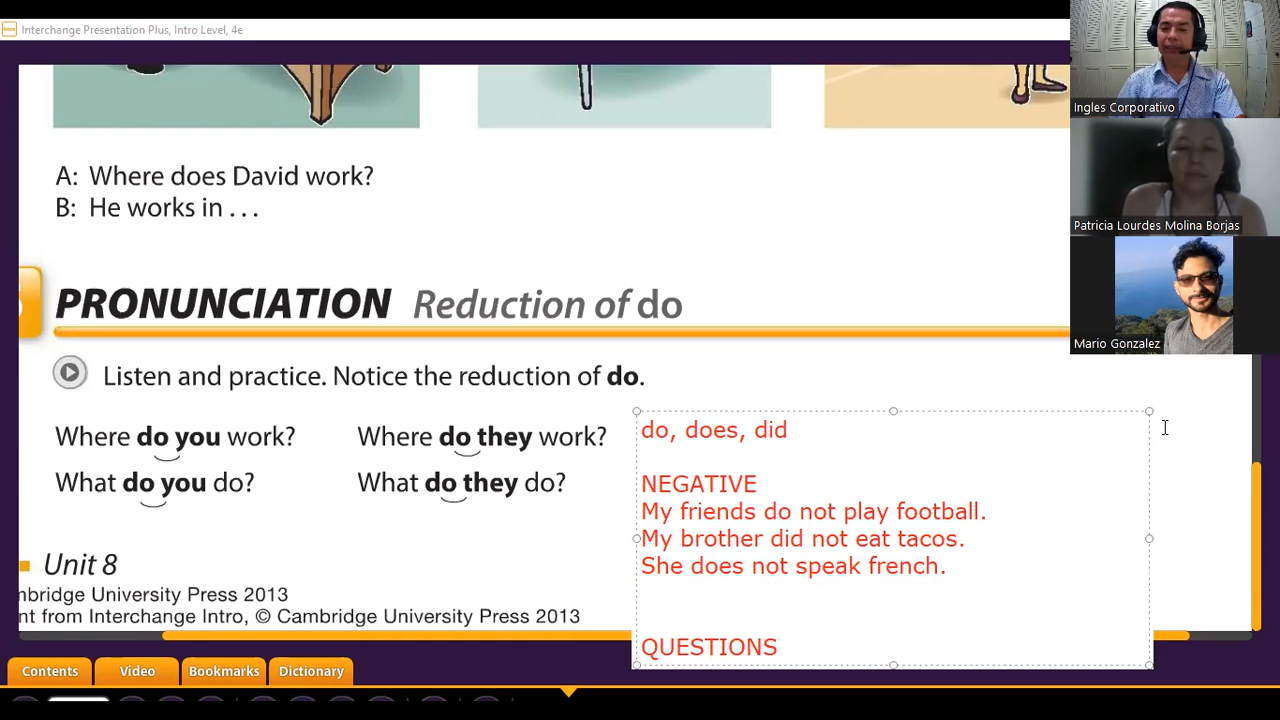 Interchange Presentation Plus, Intro Level, 4e
Ingles Corporativo
Patricia Lourdes Molina Borjas
Mario Gonzalez
A: Where does David work?
B: He works in . . .
PRONUNCIATION Reduction of do
Listen and practice. Notice the reduction of do.
Where do you work? Where do they work?
What do you do? What do they do?
do, does, did
NEGATIVE
My friends do not play football.
My brother did not eat tacos.
She does not speak french.
QUESTIONS
Unit 8
mbridge University Press 2013
nt from Interchange Intro, © Cambridge University Press 2013
Contents Video Bookmarks Dictionary